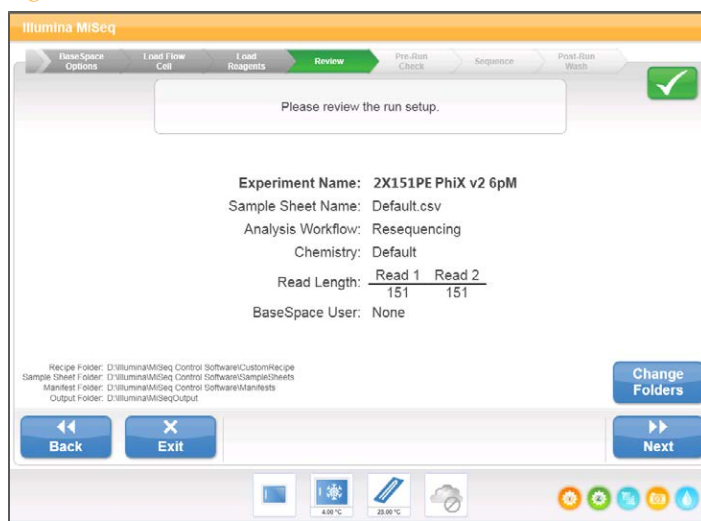 Illumina MiSeq
BaseSpace Options
Load Flow Cell
Load Reagents
Review
Pre-Run Check
Sequence
Post-Run Wash
Please review the run setup.
Experiment Name: 2X151PE PhiX v2 6pM
Sample Sheet Name: Default.csv
Analysis Workflow: Resequencing
Chemistry: Default
Read Length: Read 1 Read 2
151 151
BaseSpace User: None
Recipe Folder: D:\Illumina\MiSeq Control Software\CustomRecipe
Sample Sheet Folder: D:\Illumina\MiSeq Control Software\SampleSheets
Manifest Folder: D:\Illumina\MiSeq Control Software\Manifests
Output Folder: D:\Illumina\MiSeqOutput
Change Folders
Back
Exit
Next
4.00 °C
25.00 °C